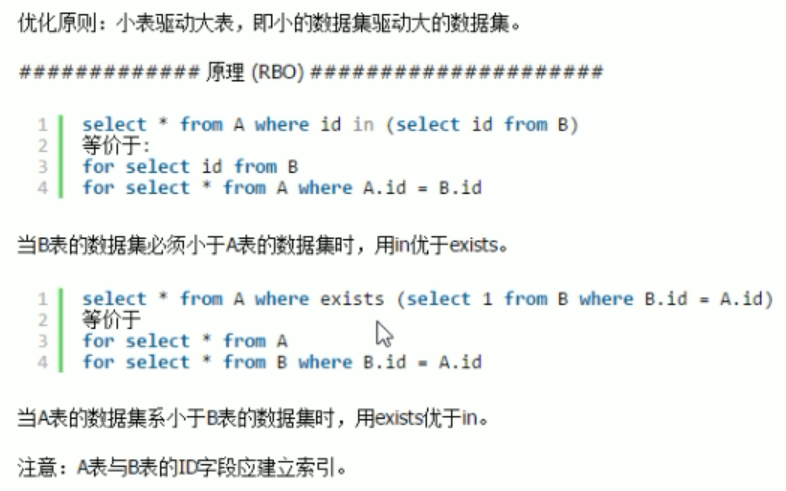 优化原则：小表驱动大表，即小的数据集驱动大的数据集。
############# 原理 (RBO) #####################
1 select * from A where id in (select id from B)
2 等价于:
3 for select id from B
4 for select * from A where A.id = B.id
当B表的数据集必须小于A表的数据集时，用in优于exists。
1 select * from A where exists (select 1 from B where B.id = A.id)
2 等价于
3 for select * from A
4 for select * from B where B.id = A.id
当A表的数据集系小于B表的数据集时，用exists优于in。
注意：A表与B表的ID字段应建立索引。